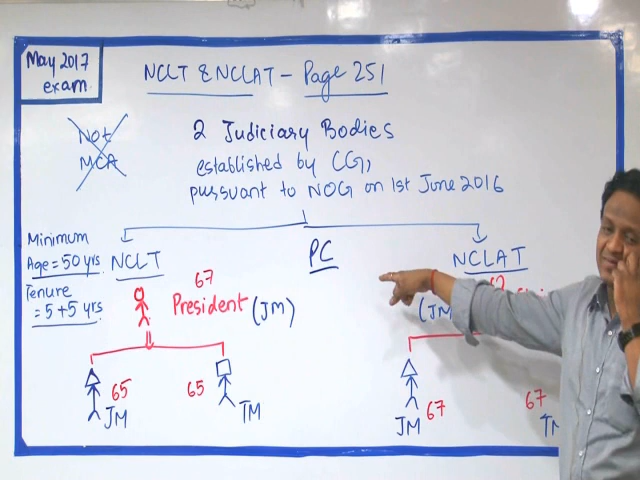 May 2017
exam
NCLT & NCLAT - Page 251
Not
MCA
2 Judiciary Bodies
established by CG,
pursuant to NOG on 1st June 2016
Minimum
Age = 50 yrs.
Tenure
= 5+5 yrs.
NCLT
PC
NCLAT
67
President (JM)
(JM
65
JM
65
TM
JM
67
67
TM